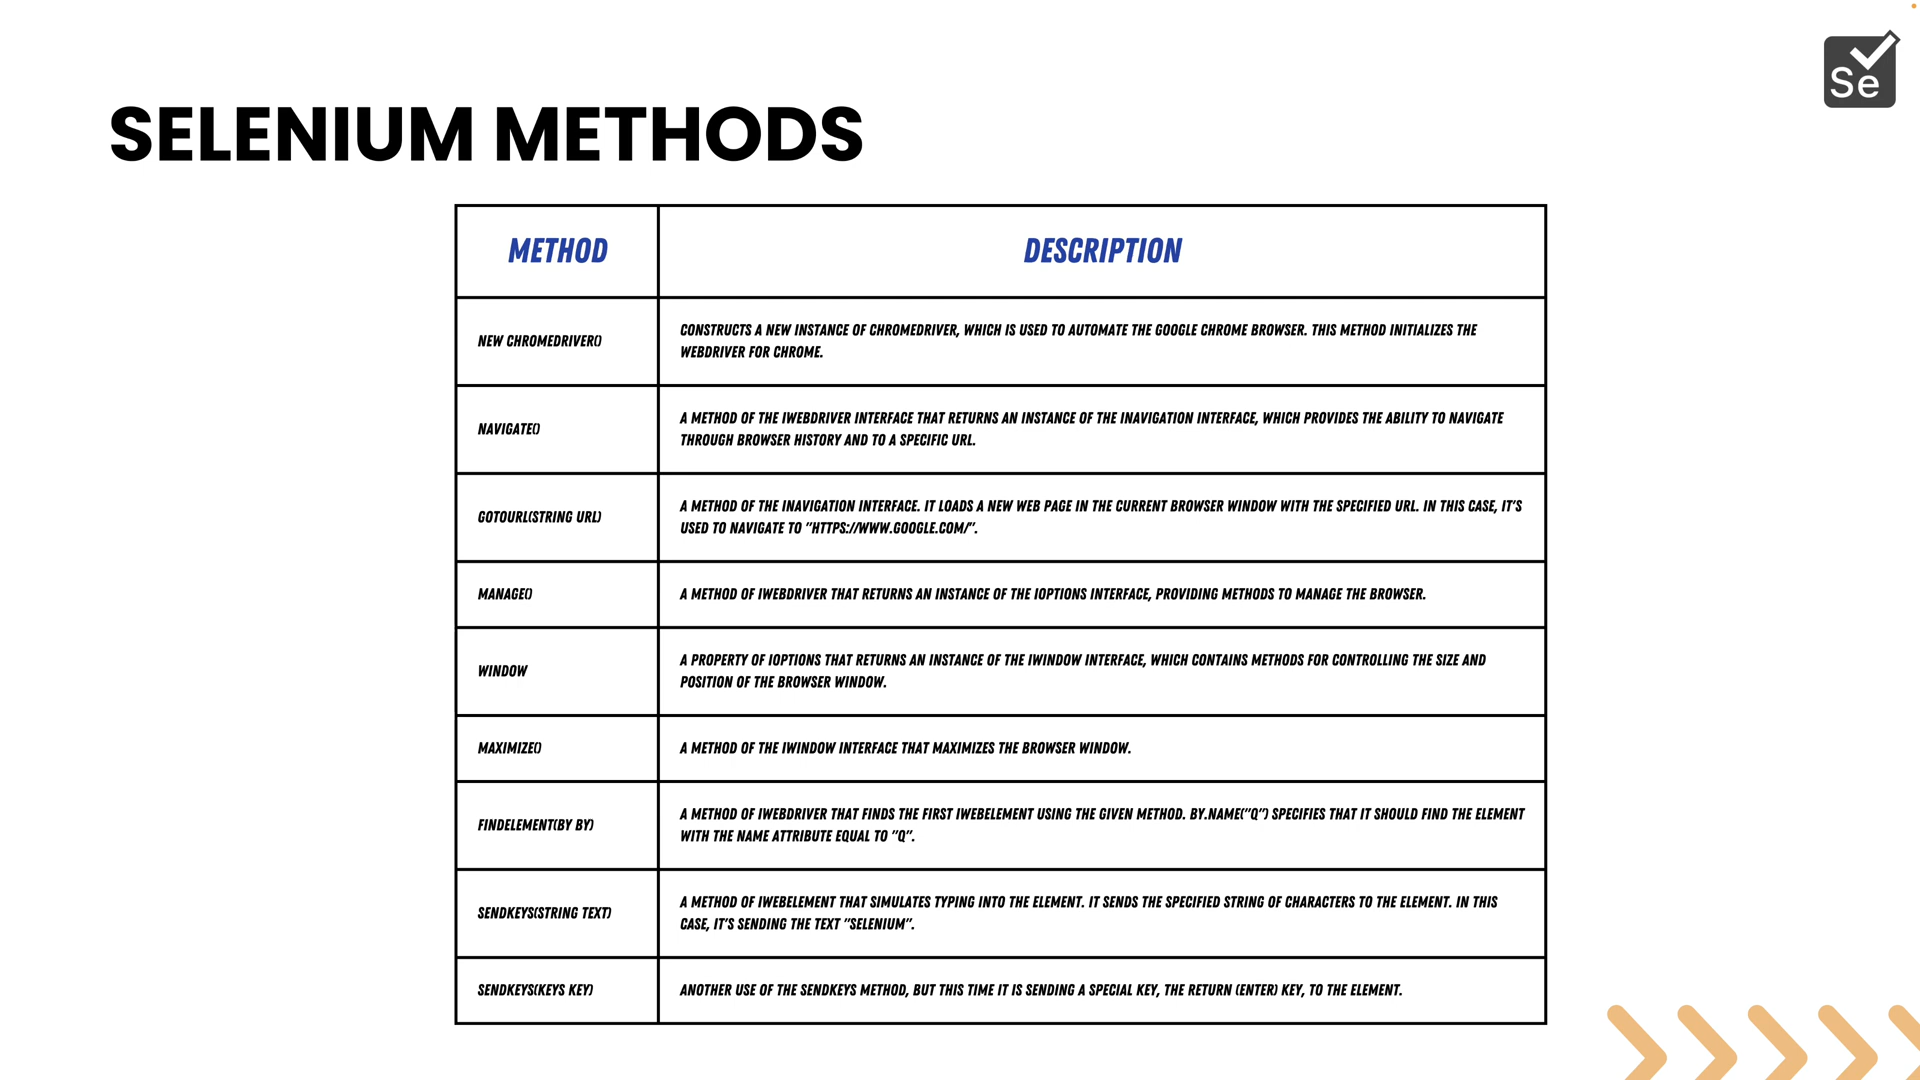 Se
SELENIUM METHODS
METHOD
DESCRIPTION
NEW CHROMEDRIVER()
CONSTRUCTS A NEW INSTANCE OF CHROMEDRIVER, WHICH IS USED TO AUTOMATE THE GOOGLE CHROME BROWSER. THIS METHOD INITIALIZES THE
WEBDRIVER FOR CHROME.
NAVIGATE()
A METHOD OF THE IWEBDRIVER INTERFACE THAT RETURNS AN INSTANCE OF THE INAVIGATION INTERFACE, WHICH PROVIDES THE ABILITY TO NAVIGATE
THROUGH BROWSER HISTORY AND TO A SPECIFIC URL.
GOTOURL(STRING URL)
A METHOD OF THE INAVIGATION INTERFACE. IT LOADS A NEW WEB PAGE IN THE CURRENT BROWSER WINDOW WITH THE SPECIFIED URL. IN THIS CASE, IT'S
USED TO NAVIGATE TO "HTTPS://WWW.GOOGLE.COM/".
MANAGE()
A METHOD OF IWEBDRIVER THAT RETURNS AN INSTANCE OF THE IOPTIONS INTERFACE, PROVIDING METHODS TO MANAGE THE BROWSER.
WINDOW
A PROPERTY OF IOPTIONS THAT RETURNS AN INSTANCE OF THE IWINDOW INTERFACE, WHICH CONTAINS METHODS FOR CONTROLLING THE SIZE AND
POSITION OF THE BROWSER WINDOW.
MAXIMIZE()
A METHOD OF THE IWINDOW INTERFACE THAT MAXIMIZES THE BROWSER WINDOW.
FINDELEMENT(BY BY)
A METHOD OF IWEBDRIVER THAT FINDS THE FIRST IWEBELEMENT USING THE GIVEN METHOD. BY.NAME("Q") SPECIFIES THAT IT SHOULD FIND THE ELEMENT
WITH THE NAME ATTRIBUTE EQUAL TO "Q".
SENDKEYS(STRING TEXT)
A METHOD OF IWEBELEMENT THAT SIMULATES TYPING INTO THE ELEMENT. IT SENDS THE SPECIFIED STRING OF CHARACTERS TO THE ELEMENT. IN THIS
CASE, IT'S SENDING THE TEXT "SELENIUM".
SENDKEYS(KEYS KEY)
ANOTHER USE OF THE SENDKEYS METHOD, BUT THIS TIME IT IS SENDING A SPECIAL KEY, THE RETURN (ENTER) KEY, TO THE ELEMENT.